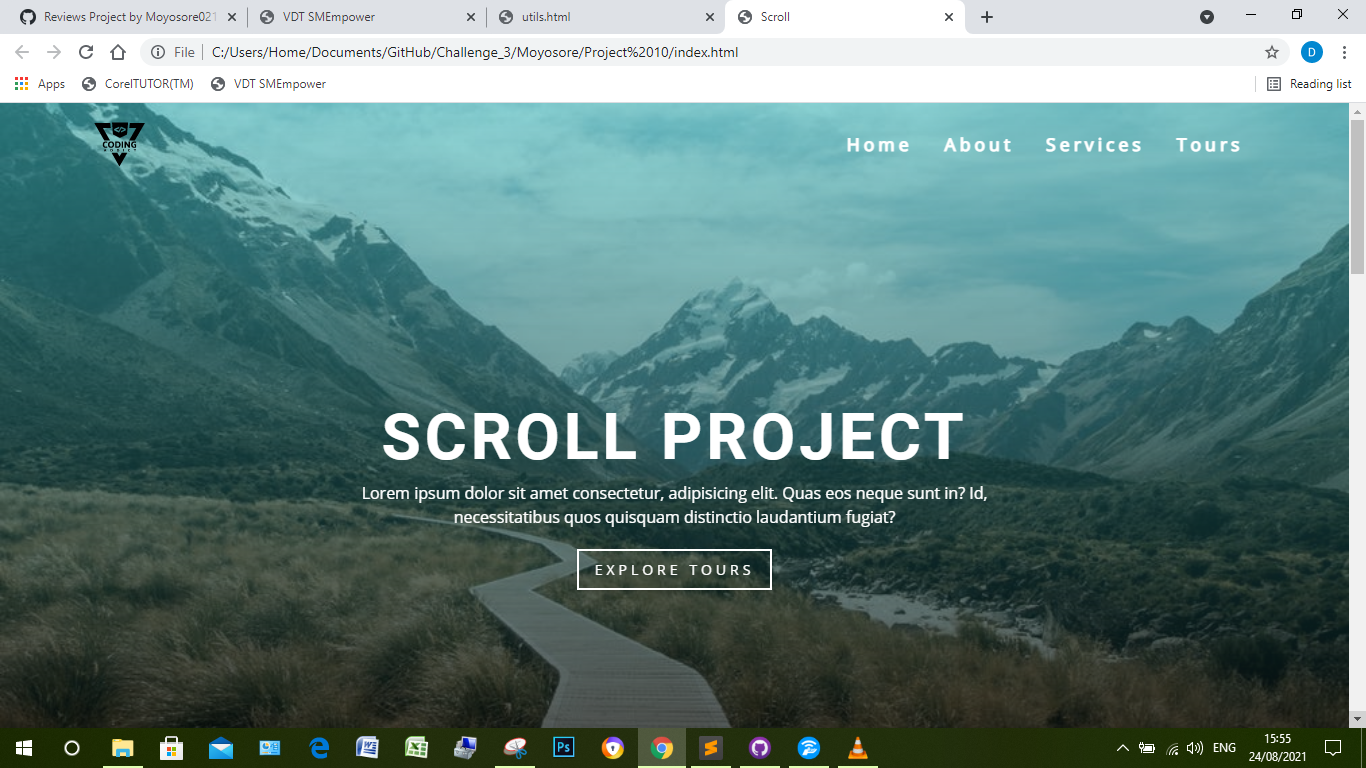 Reviews Project by Moyosore021
VDT SMEmpower
utils.html
Scroll
File
C:/Users/Home/Documents/GitHub/Challenge_3/Moyosore/Project%2010/index.html
D
Apps
CorelTUTOR(TM)
VDT SMEmpower
Reading list
CODING
Home
About
Services
Tours
SCROLL PROJECT
Lorem ipsum dolor sit amet consectetur, adipisicing elit. Quas eos neque sunt in? Id,
necessitatibus quos quisquam distinctio laudantium fugiat?
EXPLORE TOURS
Ps
ENG
15:55
24/08/2021